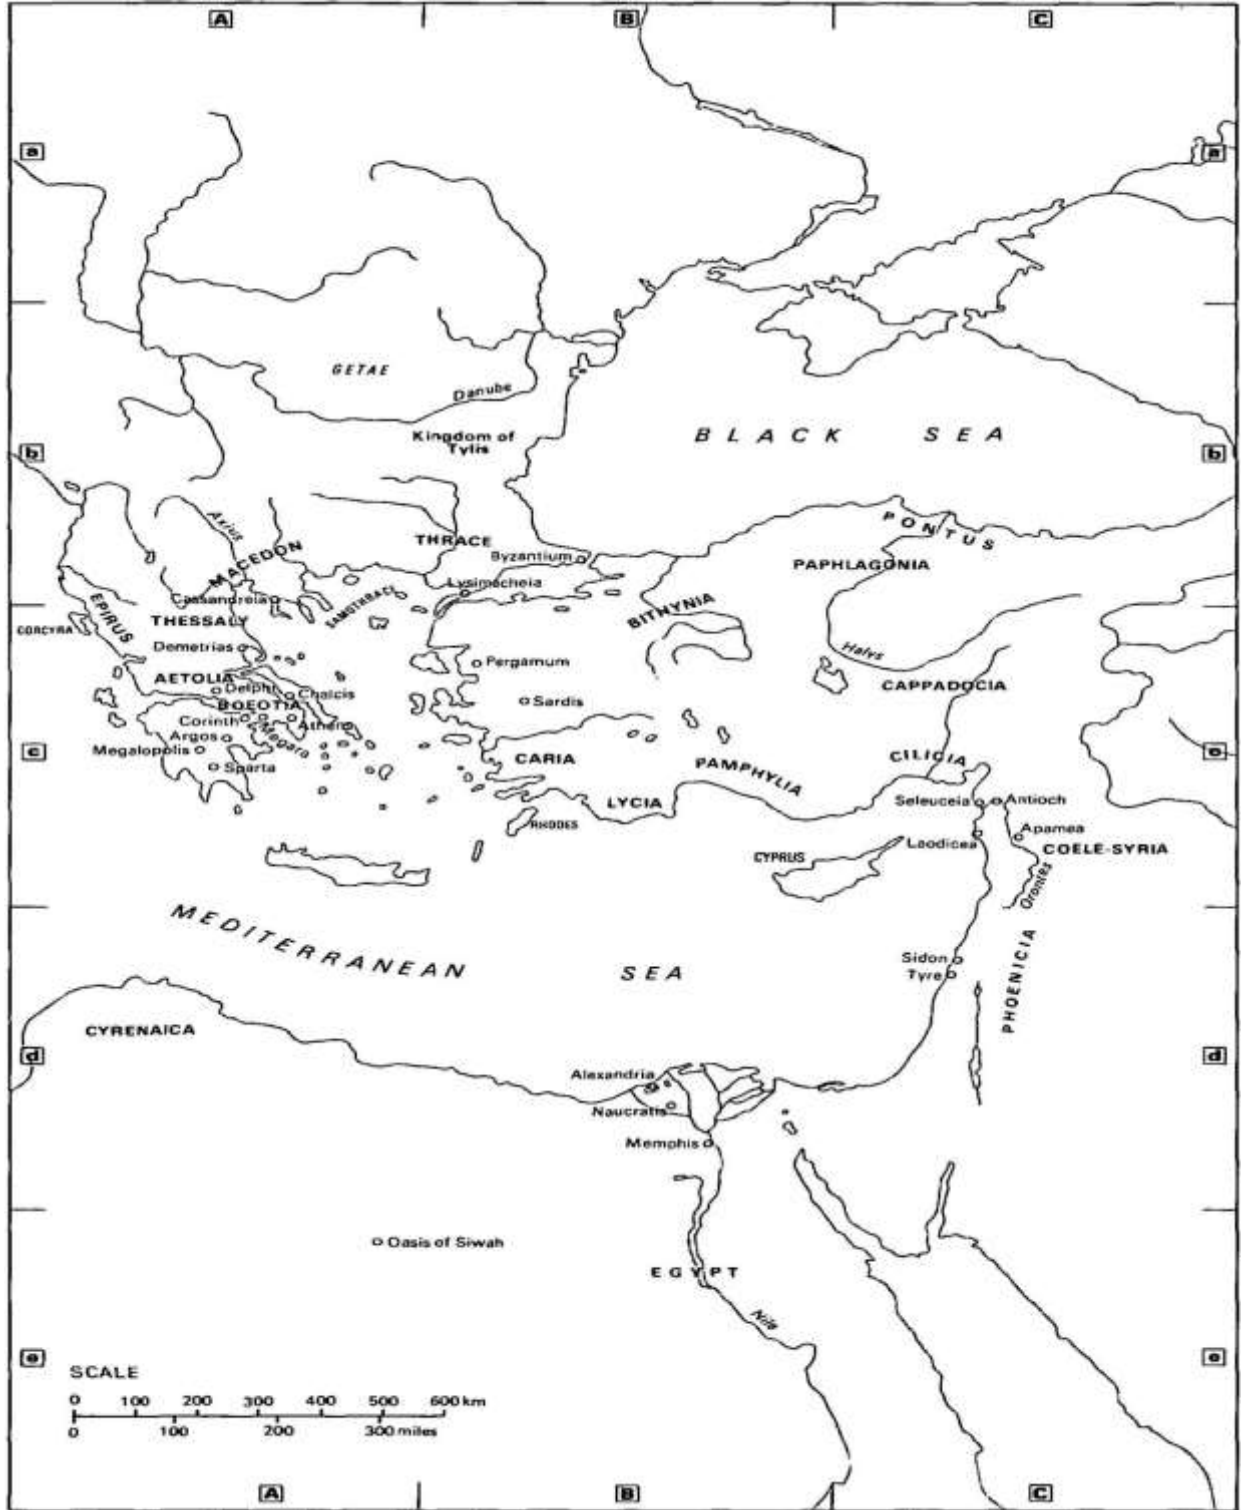 A B C
a a
GETAE
Danube
Kingdom of
Tylis
BLACK SEA
b b
Axius
PONTUS
THRACE
MACEDON
Byzantium
PAPHLAGONIA
Lysimacheia
Cassandreia
SAMOTHRACE
EPIRUS
THESSALY
BITHYNIA
CORCYRA
Demetrias
Halys
Pergamum
AETOLIA
Delphi
Chalcis
CAPPADOCIA
BOEOTIA
Sardis
Corinth
Athens
Megara
Argos
Megalopolis
c c
CARIA
PAMPHYLIA
CILICIA
Sparta
LYCIA
Seleuceia
Antioch
RHODES
Apamea
Laodicea
COELE-SYRIA
CYPRUS
Orontes
MEDITERRANEAN SEA
Sidon
Tyre
PHOENICIA
CYRENAICA
d d
Alexandria
Naucratis
Memphis
Oasis of Siwah
EGYPT
Nile
e e
SCALE
0 100 200 300 400 500 600 km
0 100 200 300 miles
A B C